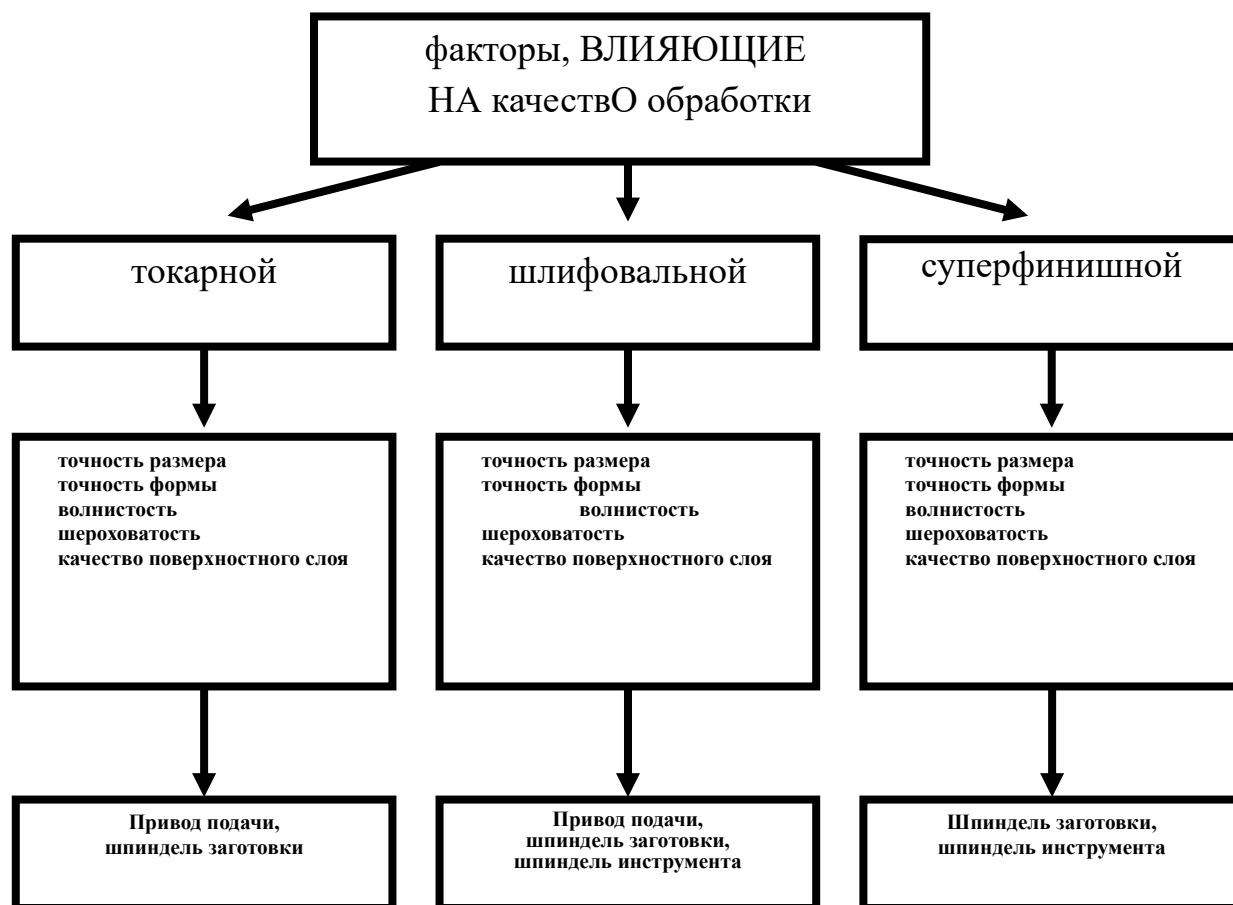 факторы, ВЛИЯЮЩИЕ
НА качествО обработки
токарной
шлифовальной
суперфинишной
точность размера
точность формы
волнистость
шероховатость
качество поверхностного слоя
точность размера
точность формы
волнистость
шероховатость
качество поверхностного слоя
точность размера
точность формы
волнистость
шероховатость
качество поверхностного слоя
Привод подачи,
шпиндель заготовки
Привод подачи,
шпиндель заготовки,
шпиндель инструмента
Шпиндель заготовки,
шпиндель инструмента